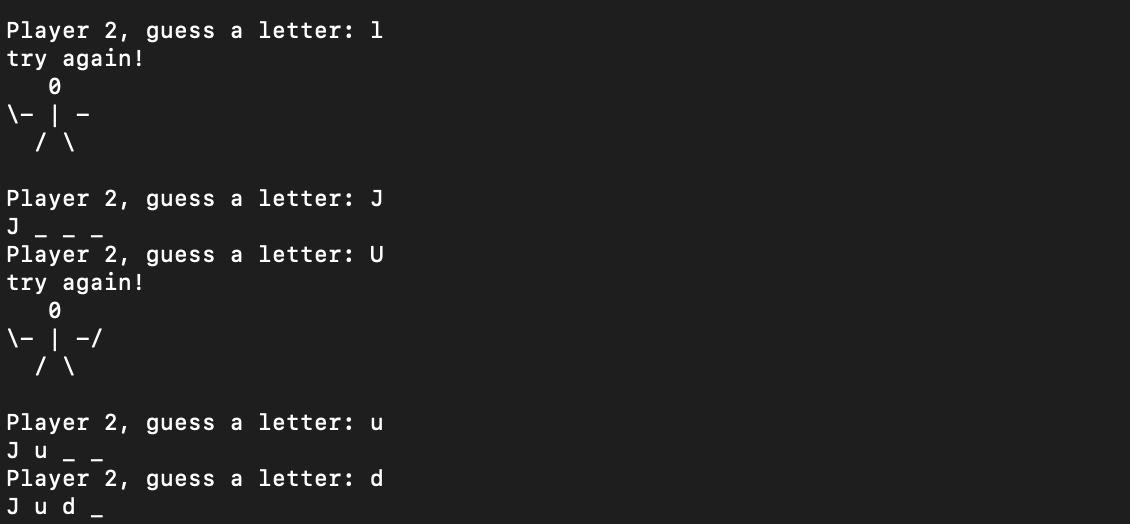 Player 2, guess a letter: l
try again!
   0
\- | -
  / \
Player 2, guess a letter: J
J _ _ _
Player 2, guess a letter: U
try again!
   0
\- | -/
  / \
Player 2, guess a letter: u
J u _ _
Player 2, guess a letter: d
J u d _